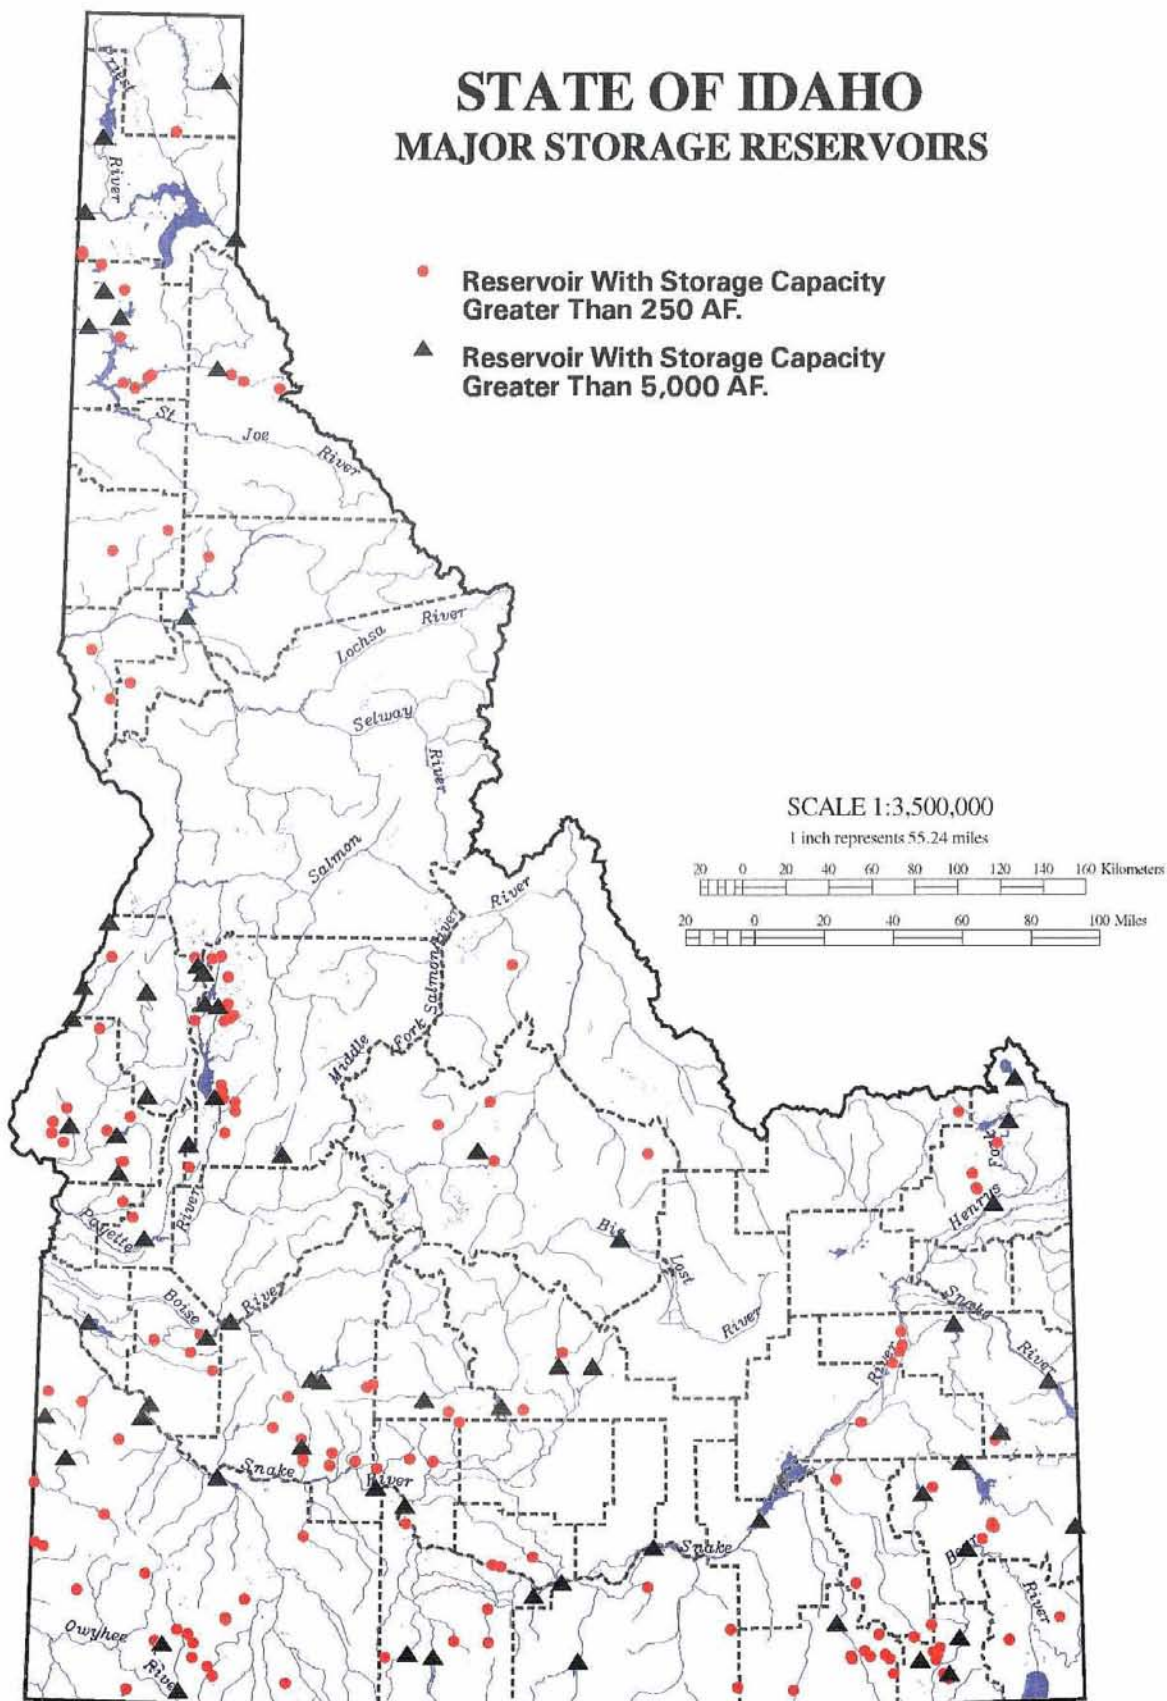 STATE OF IDAHO
MAJOR STORAGE RESERVOIRS
Priest
River
Reservoir With Storage Capacity
Greater Than 250 AF.
Reservoir With Storage Capacity
Greater Than 5,000 AF.
St
Joe
River
Lochsa
River
Selway
River
SCALE 1:3,500,000
1 inch represents 55.24 miles
20 0 20 40 60 80 100 120 140 160 Kilometers
20 0 20 40 60 80 100 Miles
Salmon
River
Middle
Fork
Salmon
River
Fork
Henrys
Payette
River
Big
Lost
River
Boise
River
Snake
River
River
Snake
River
Snake
Bear
River
Owyhee
River